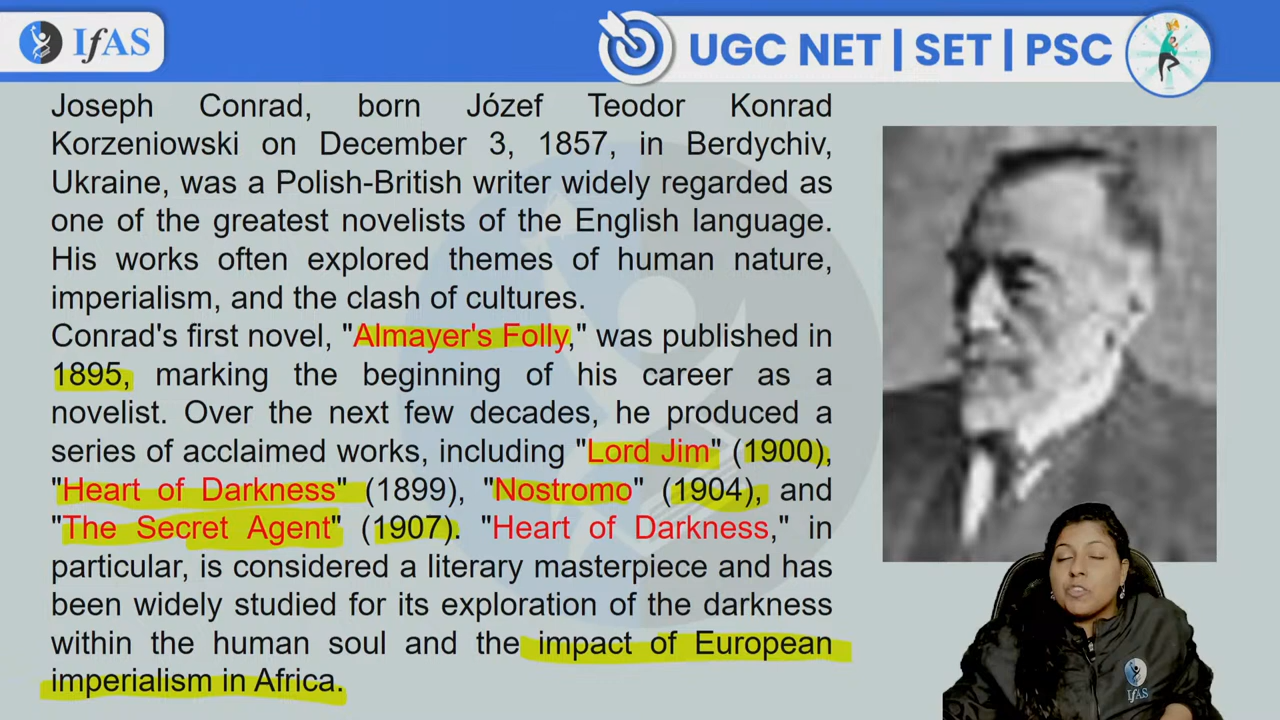 IfAS
UGC NET | SET | PSC
Joseph Conrad, born Józef Teodor Konrad
Korzeniowski on December 3, 1857, in Berdychiv,
Ukraine, was a Polish-British writer widely regarded as
one of the greatest novelists of the English language.
His works often explored themes of human nature,
imperialism, and the clash of cultures.
Conrad's first novel, "Almayer's Folly," was published in
1895, marking the beginning of his career as a
novelist. Over the next few decades, he produced a
series of acclaimed works, including "Lord Jim" (1900),
"Heart of Darkness" (1899), "Nostromo" (1904), and
"The Secret Agent" (1907). "Heart of Darkness," in
particular, is considered a literary masterpiece and has
been widely studied for its exploration of the darkness
within the human soul and the impact of European
imperialism in Africa.
IfAS